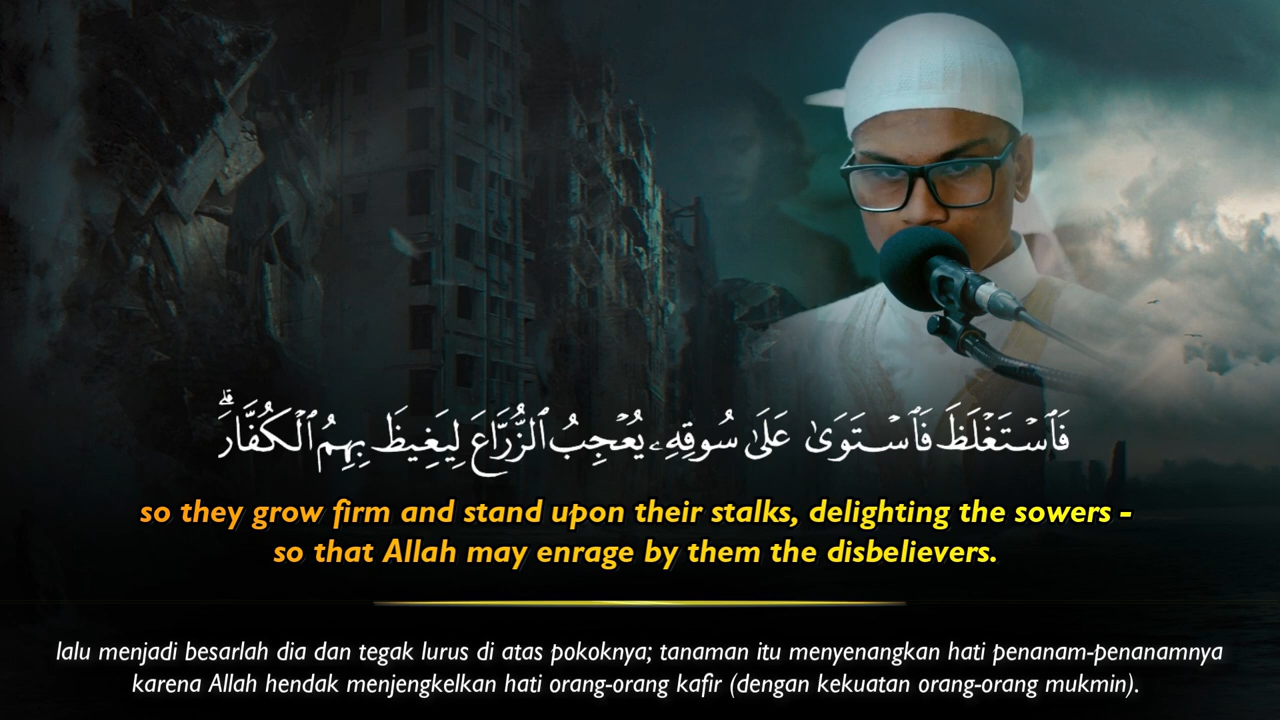 فَٱسۡتَغۡلَظَ فَٱسۡتَوَىٰ عَلَىٰ سُوقِهِۦ يُعۡجِبُ ٱلزُّرَّاعَ لِيَغِيظَ بِهِمُ ٱلۡكُفَّارَۗ
so they grow firm and stand upon their stalks, delighting the sowers -
so that Allah may enrage by them the disbelievers.
lalu menjadi besarlah dia dan tegak lurus di atas pokoknya; tanaman itu menyenangkan hati penanam-penanamnya
karena Allah hendak menjengkelkan hati orang-orang kafir (dengan kekuatan orang-orang mukmin).